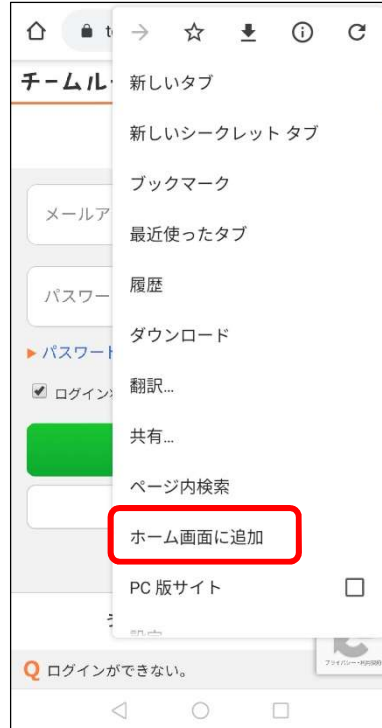 チームル
新しいタブ
新しいシークレット タブ
ブックマーク
メールア
最近使ったタブ
パスワー
履歴
ダウンロード
パスワード
ログイン
翻訳...
共有...
ページ内検索
ホーム画面に追加
PC 版サイト
設定
Q ログインができない。